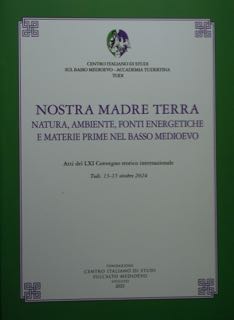 CENTRO ITALIANO DI STUDI
SUL BASSO MEDIOEVO – ACCADEMIA TUDERTINA
TODI
NOSTRA MADRE TERRA
NATURA, AMBIENTE, FONTI ENERGETICHE
E MATERIE PRIME NEL BASSO MEDIOEVO
Atti del LXI Convegno storico internazionale
Todi, 13-15 ottobre 2024
FONDAZIONE
CENTRO ITALIANO DI STUDI
SULL'ALTO MEDIOEVO
SPOLETO
2025